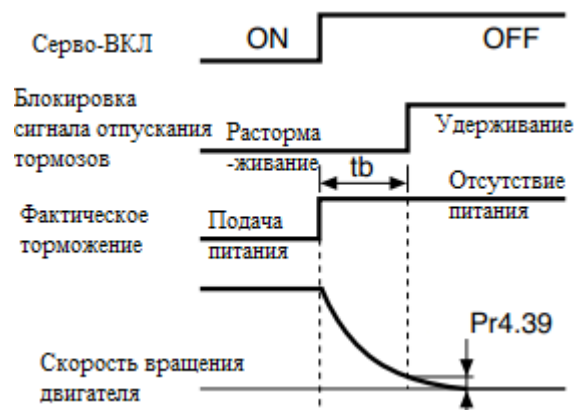 Серво-ВКЛ
ON
OFF
Блокировка
сигнала отпускания
тормозов
Расторма
-живание
Удерживание
tb
Фактическое
торможение
Подача
питания
Отсутствие
питания
Pr4.39
Скорость вращения
двигателя